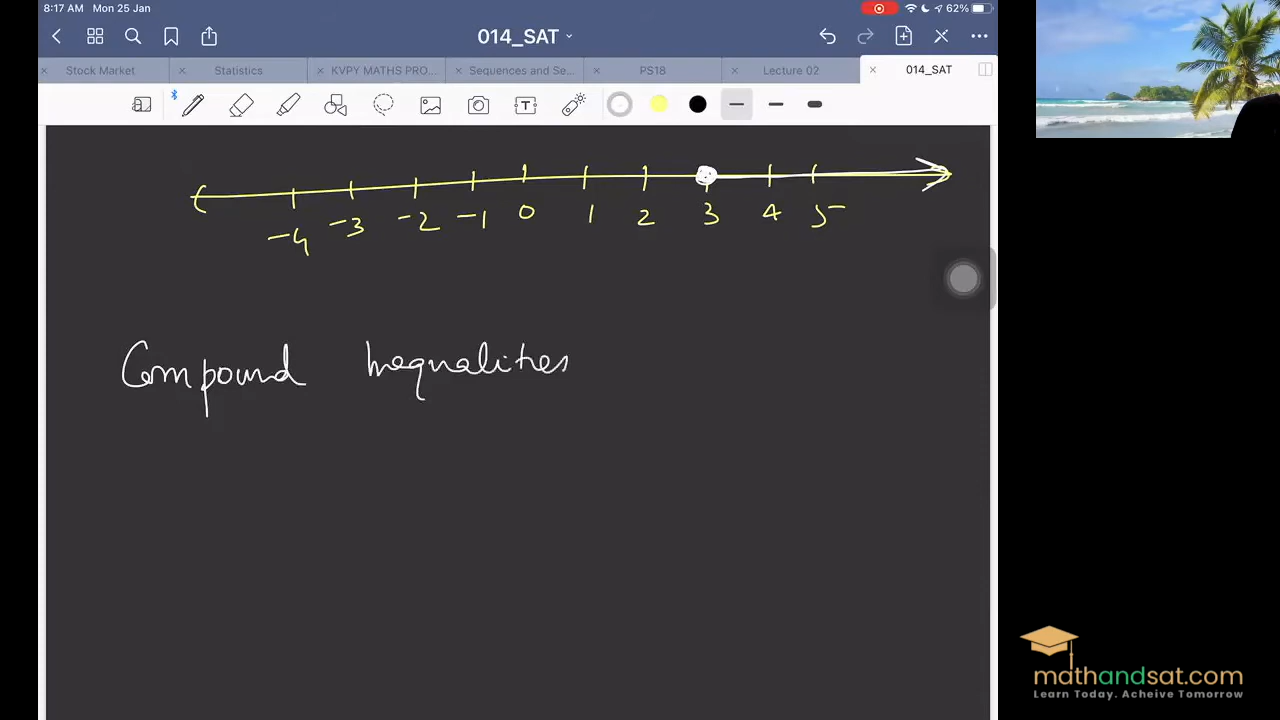 8:17 AM Mon 25 Jan
62%
014_SAT
Stock Market
Statistics
KVPY MATHS PRO...
Sequences and Se...
PS18
Lecture 02
014_SAT
-4 -3 -2 -1 0 1 2 3 4 5
Compound Inequalities
mathandsat.com
Learn Today. Acheive Tomorrow